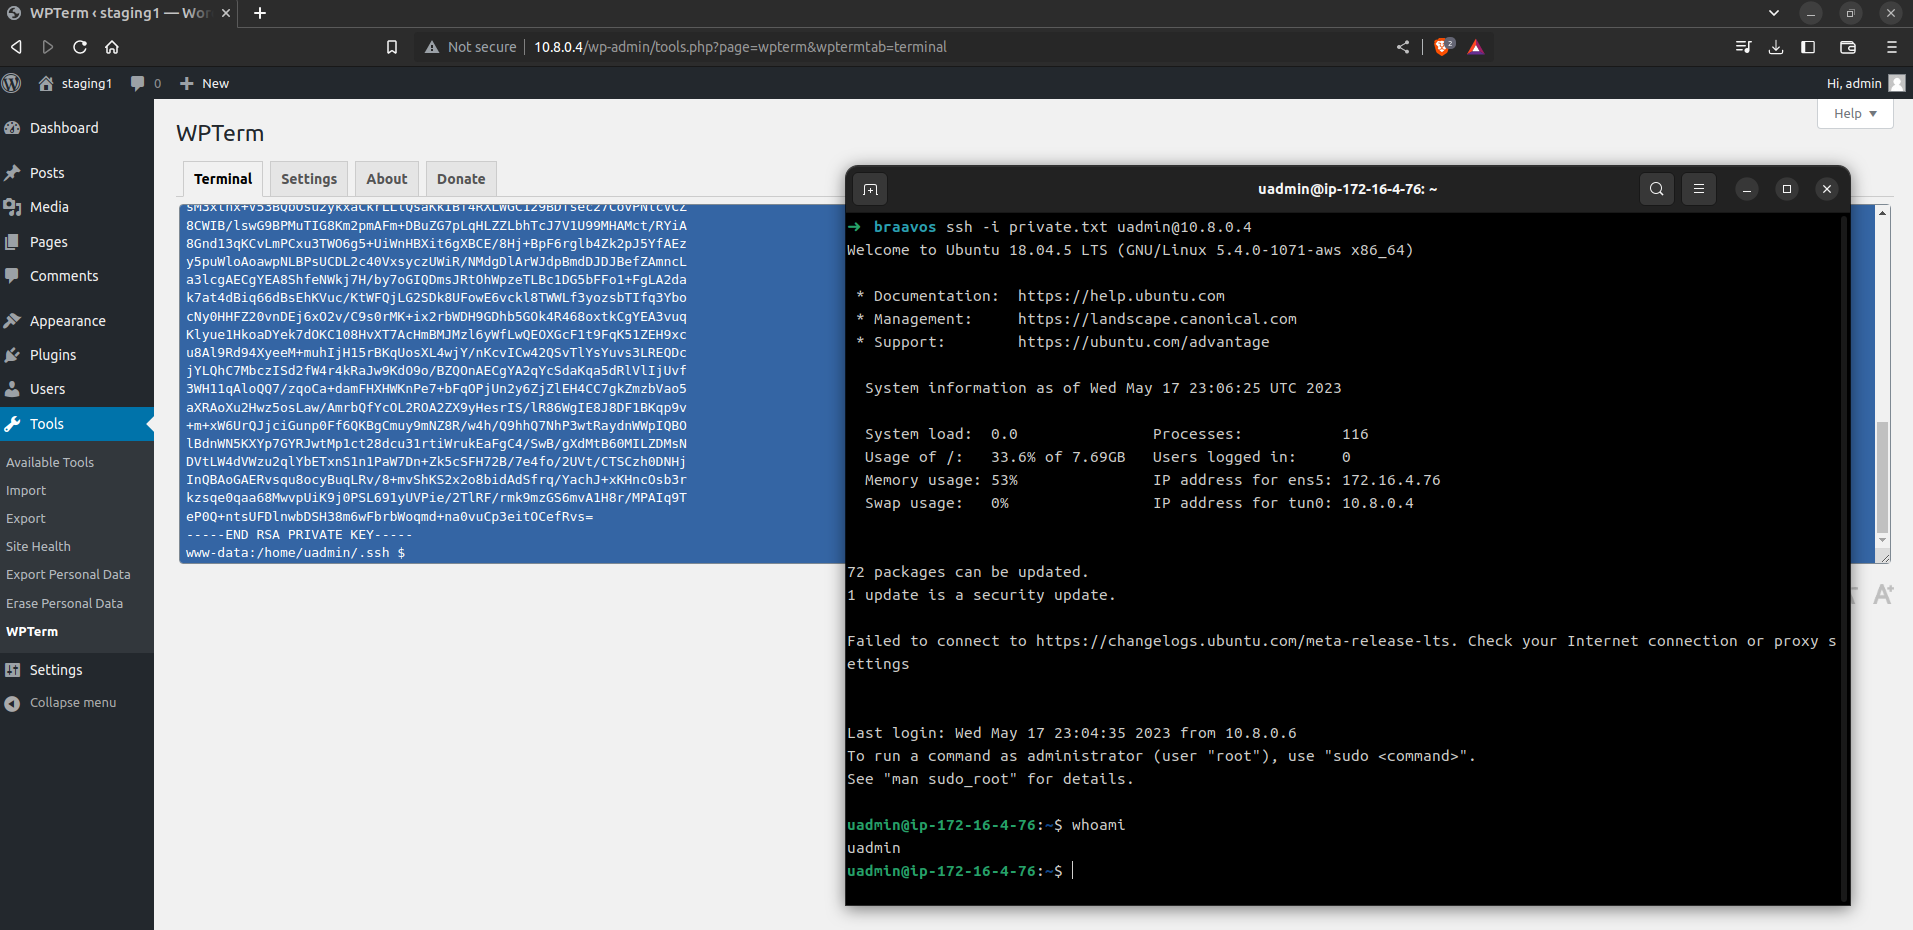 WPTerm ‹ staging1 — Wor
Not secure
10.8.0.4/wp-admin/tools.php?page=wpterm&wptermtab=terminal
2
staging1
0
New
Hi, admin
Help
Dashboard
Posts
Media
Pages
Comments
Appearance
Plugins
Users
Tools
Available Tools
Import
Export
Site Health
Export Personal Data
Erase Personal Data
WPTerm
Settings
Collapse menu
WPTerm
Terminal
Settings
About
Donate
8CWIB/lswG9BPMuTIG8Km2pmAFm+DBuZG7pLqHLZZLbhTcJ7V1U99MHAMct/RYiA
8Gnd13qKCvLmPCxu3TWO6g5+UiWnHBXit6gXBCE/8Hj+BpF6rglb4Zk2pJ5YfAEz
y5puWloAoawpNLBPsUCDL2c40VxsyczUWiR/NMdgDlArWJdpBmdDJDJBefZAmncL
a3lcgAECgYEA8ShfeNWkj7H/by7oGIQDmsJRtOhWpzeTLBc1DG5bFFo1+FgLA2da
k7at4dBiq66dBsEhKVuc/KtWFQjLG2SDk8UFowE6vckl8TWWLf3yozsbTIfq3Ybo
cNy0HHFZ20vnDEj6xO2v/C9s0rMK+ix2rbWDH9GDhb5GOk4R468oxtkCgYEA3vuq
Klyue1HkoaDYek7dOKC108HvXT7AcHmBMJMzl6yWfLwQEOXGcF1t9FqK51ZEH9xc
u8Al9Rd94XyeeM+muhIjH15rBKqUosXL4wjY/nKcvICw42QSvTlYsYuvs3LREQDc
jYLQhC7MbczISd2fW4r4kRaJw9KdO9o/BZQOnAECgYA2qYcSdaKqa5dRlVlIjUvf
3WH11qAloQQ7/zqoCa+damFHXHWKnPe7+bFqOPjUn2y6ZjZlEH4CC7gkZmzbVao5
aXRAoXu2Hwz5osLaw/AmrbQfYcOL2ROA2ZX9yHesrIS/lR86WgIE8J8DF1BKqp9v
+m+xW6UrQJjciGunp0Ff6QKBgCmuy9mNZ8R/w4h/Q9hhQ7NhP3wtRaydnWWpIQBO
lBdnWN5KXYp7GYRJwtMp1ct28dcu31rtiWrukEaFgC4/SwB/gXdMtB60MILZDMsN
DVtLW4dVWzu2qlYbETxnS1n1PaW7Dn+Zk5cSFH72B/7e4fo/2UVt/CTSCzh0DNHj
InQBAoGAERvsqu8ocyBuqLRv/8+mvShKS2x2o8bidAdSfrq/YachJ+xKHncOsb3r
kzsqe0qaa68MwvpUiK9j0PSL691yUVPie/2TlRF/rmk9mzGS6mvA1H8r/MPAIq9T
eP0Q+ntsUFDlnwbDSH38m6wFbrbWoqmd+na0vuCp3eitOCefRvs=
-----END RSA PRIVATE KEY-----
www-data:/home/uadmin/.ssh $
uadmin@ip-172-16-4-76: ~
➜ braavos ssh -i private.txt uadmin@10.8.0.4
Welcome to Ubuntu 18.04.5 LTS (GNU/Linux 5.4.0-1071-aws x86_64)
* Documentation: https://help.ubuntu.com
* Management: https://landscape.canonical.com
* Support: https://ubuntu.com/advantage
System information as of Wed May 17 23:06:25 UTC 2023
System load: 0.0 Processes: 116
Usage of /: 33.6% of 7.69GB Users logged in: 0
Memory usage: 53% IP address for ens5: 172.16.4.76
Swap usage: 0% IP address for tun0: 10.8.0.4
72 packages can be updated.
1 update is a security update.
Failed to connect to https://changelogs.ubuntu.com/meta-release-lts. Check your Internet connection or proxy s
ettings
Last login: Wed May 17 23:04:35 2023 from 10.8.0.6
To run a command as administrator (user "root"), use "sudo <command>".
See "man sudo_root" for details.
uadmin@ip-172-16-4-76:~$ whoami
uadmin
uadmin@ip-172-16-4-76:~$
A+